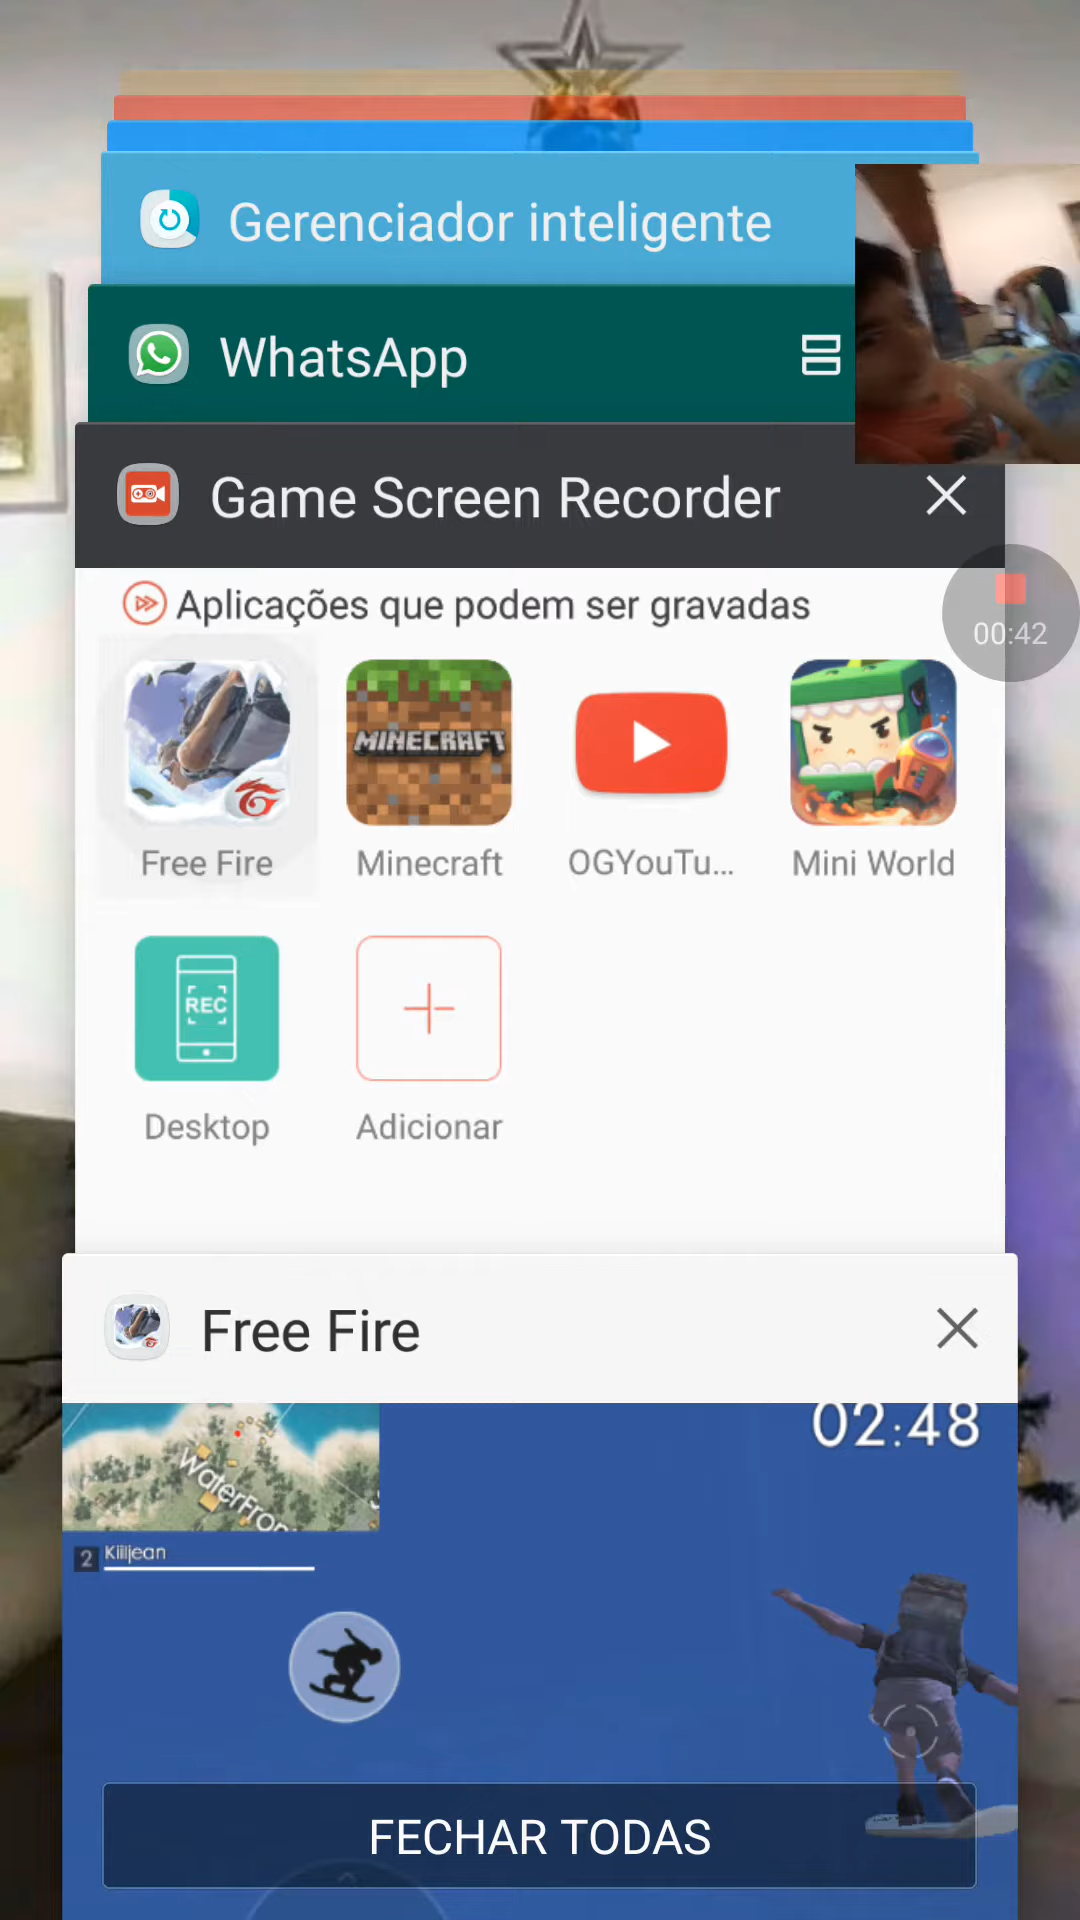 Gerenciador inteligente
WhatsApp
Game Screen Recorder
Aplicações que podem ser gravadas
00:42
MINECRAFT
Free Fire
Minecraft
OGYouTu...
Mini World
REC
Desktop
Adicionar
Free Fire
02:48
WaterFron
2 Killjean
FECHAR TODAS